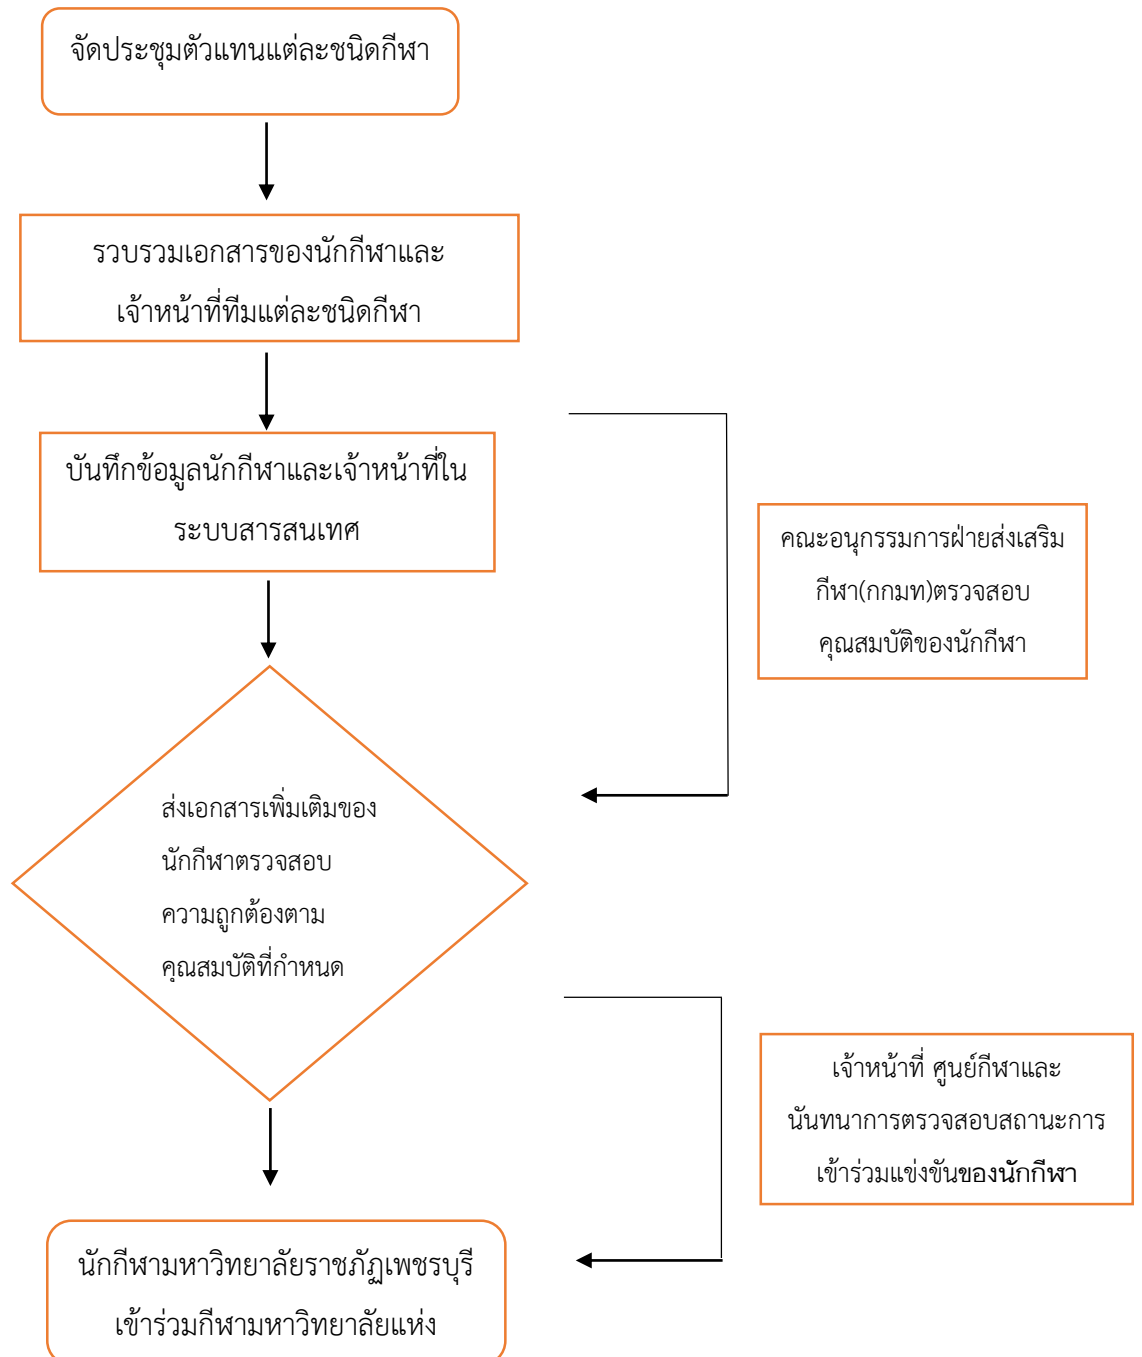 จัดประชุมตัวแทนแต่ละชนิดกีฬา
รวบรวมเอกสารของนักกีฬาและ
เจ้าหน้าที่ทีมแต่ละชนิดกีฬา
บันทึกข้อมูลนักกีฬาและเจ้าหน้าที่ใน
ระบบสารสนเทศ
คณะอนุกรรมการฝ่ายส่งเสริม
กีฬา(กกมท)ตรวจสอบ
คุณสมบัติของนักกีฬา
ส่งเอกสารเพิ่มเติมของ
นักกีฬาตรวจสอบ
ความถูกต้องตาม
คุณสมบัติที่กำหนด
เจ้าหน้าที่ ศูนย์กีฬาและ
นันทนาการตรวจสอบสถานะการ
เข้าร่วมแข่งขันของนักกีฬา
นักกีฬามหาวิทยาลัยราชภัฏเพชรบุรี
เข้าร่วมกีฬามหาวิทยาลัยแห่ง